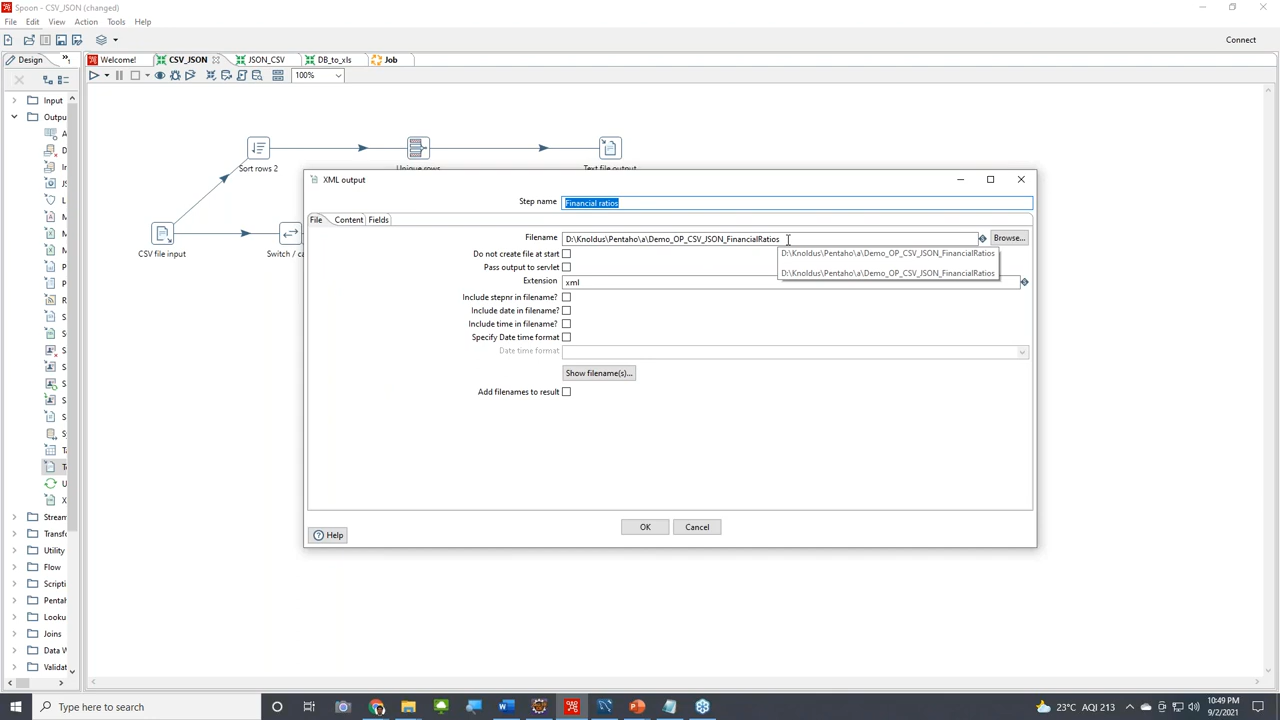 Spoon - CSV_JSON (changed)
File Edit View Action Tools Help
Connect
Design
Welcome! CSV_JSON JSON_CSV DB_to_xls Job
100%
Input
Outpu
Strean
Transf
Utility
Flow
Scripti
Penta
Looku
Joins
Data W
Validat
Sort rows 2
Unique rows
Text file output
CSV file input
Switch / ca
XML output
Step name Financial ratios
File Content Fields
Filename D:\Knoldus\Pentaho\a\Demo_OP_CSV_JSON_FinancialRatios Browse...
D:\Knoldus\Pentaho\a\Demo_OP_CSV_JSON_FinancialRatios
D:\Knoldus\Pentaho\a\Demo_OP_CSV_JSON_FinancialRatios
Do not create file at start
Pass output to servlet
Extension xml
Include stepnr in filename?
Include date in filename?
Include time in filename?
Specify Date time format
Date time format
Show filename(s)...
Add filenames to result
OK Cancel
Help
Type here to search
23°C AQI 213
10:49 PM
9/2/2021